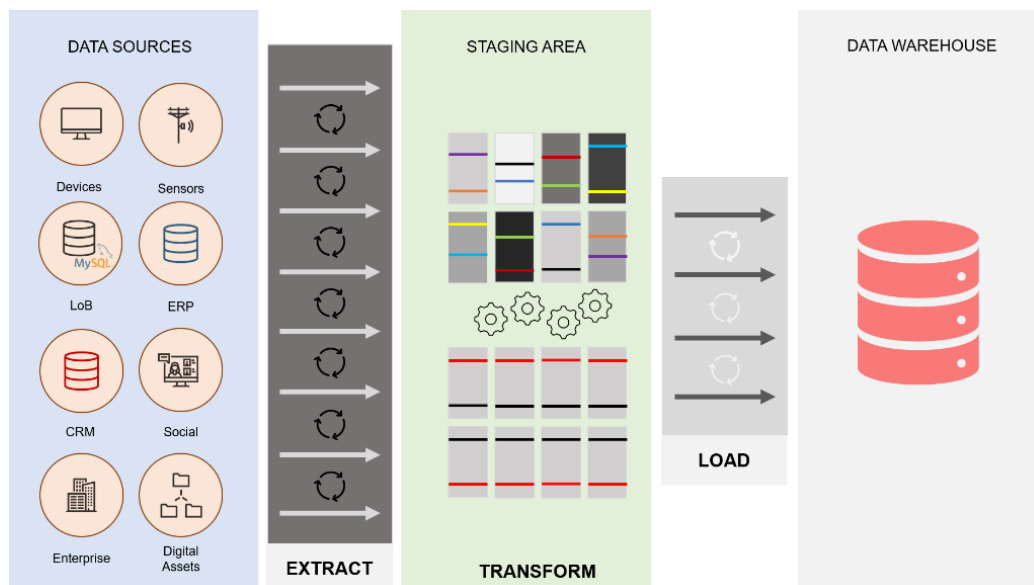 DATA SOURCES
Devices
Sensors
MySQL
LoB
ERP
CRM
Social
Enterprise
Digital
Assets
EXTRACT
STAGING AREA
TRANSFORM
LOAD
DATA WAREHOUSE